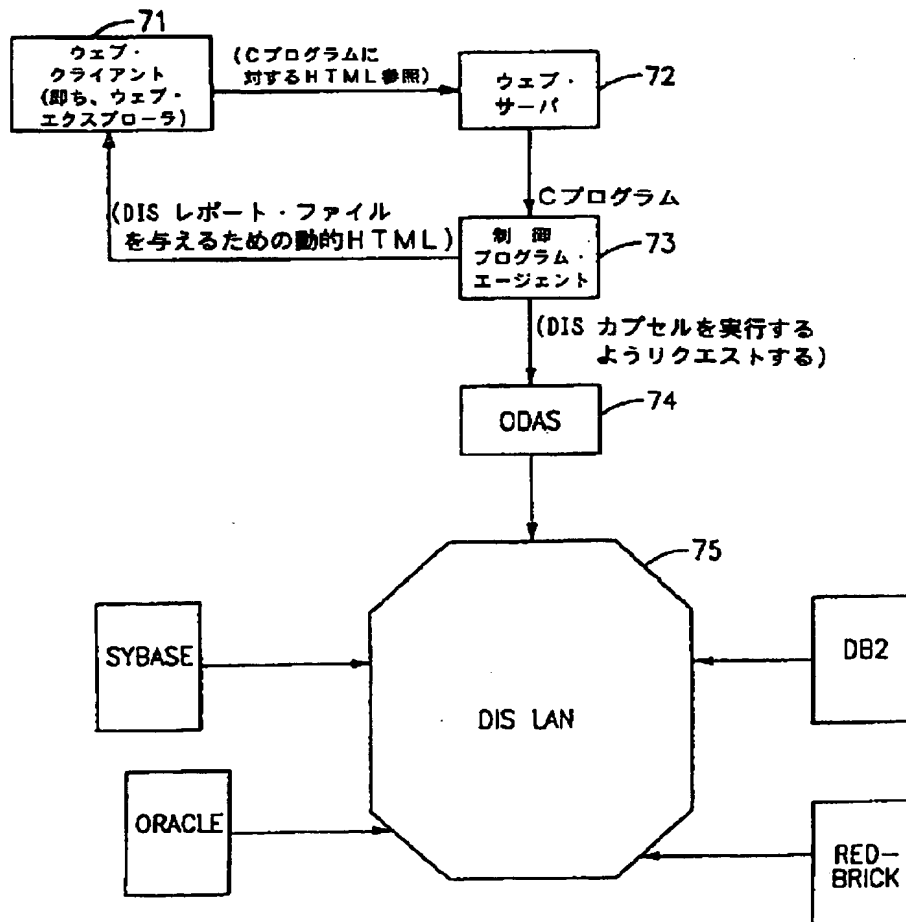 71
ウェブ・
クライアント
(即ち、ウェブ・
エクスプローラ)
(Cプログラムに
対するHTML参照)
ウェブ・
サーバ
72
Cプログラム
(DIS レポート・ファイル
を与えるための動的HTML)
制 御
プログラム・
エージェント
73
(DIS カプセルを実行する
ようリクエストする)
ODAS
74
75
SYBASE
DB2
DIS LAN
ORACLE
RED-
BRICK